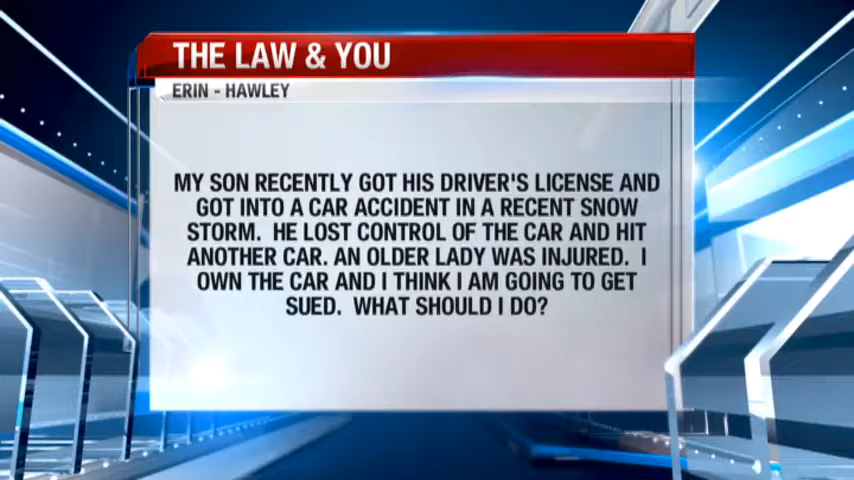 THE LAW & YOU
ERIN - HAWLEY
MY SON RECENTLY GOT HIS DRIVER'S LICENSE AND
GOT INTO A CAR ACCIDENT IN A RECENT SNOW
STORM. HE LOST CONTROL OF THE CAR AND HIT
ANOTHER CAR. AN OLDER LADY WAS INJURED. I
OWN THE CAR AND I THINK I AM GOING TO GET
SUED. WHAT SHOULD I DO?